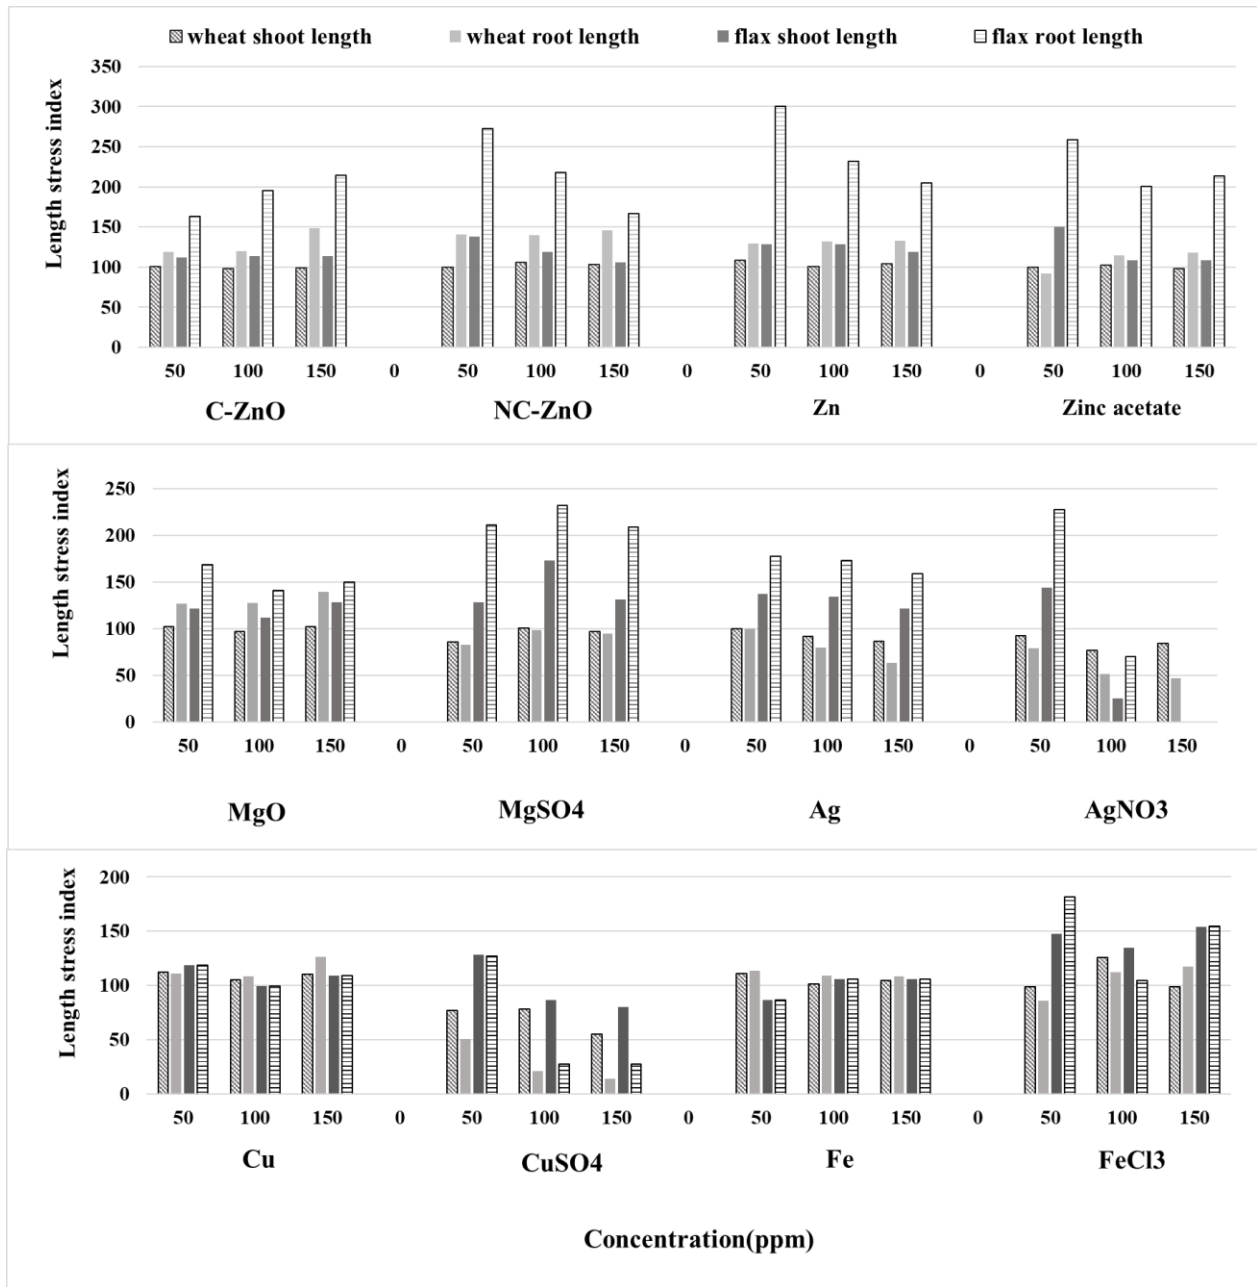 wheat shoot length wheat root length flax shoot length flax root length
Length stress index
350
300
250
200
150
100
50
0
50 100 150 0 50 100 150 0 50 100 150 0 50 100 150
C-ZnO NC-ZnO Zn Zinc acetate
Length stress index
250
200
150
100
50
0
50 100 150 0 50 100 150 0 50 100 150 0 50 100 150
MgO MgSO4 Ag AgNO3
Length stress index
200
150
100
50
0
50 100 150 0 50 100 150 0 50 100 150 0 50 100 150
Cu CuSO4 Fe FeCl3
Concentration(ppm)